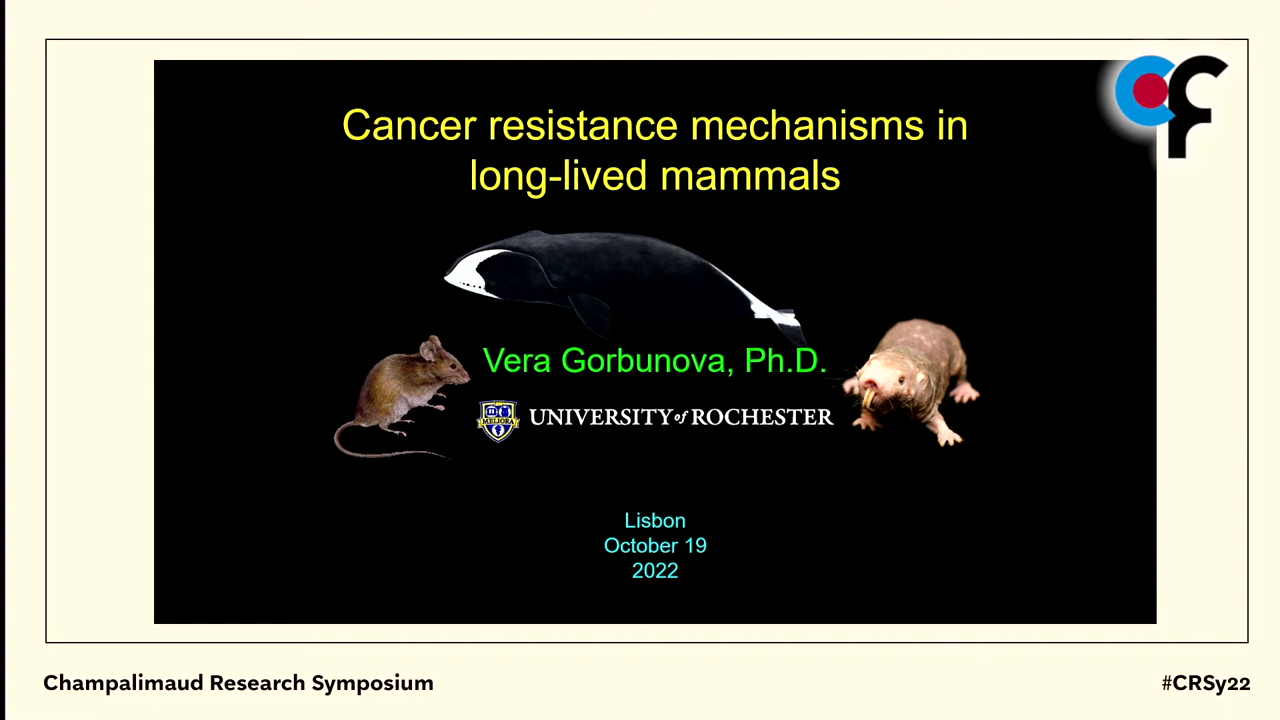 Cancer resistance mechanisms in
long-lived mammals
Vera Gorbunova, Ph.D.
MELIORA
UNIVERSITY of ROCHESTER
Lisbon
October 19
2022
Champalimaud Research Symposium
#CRSy22